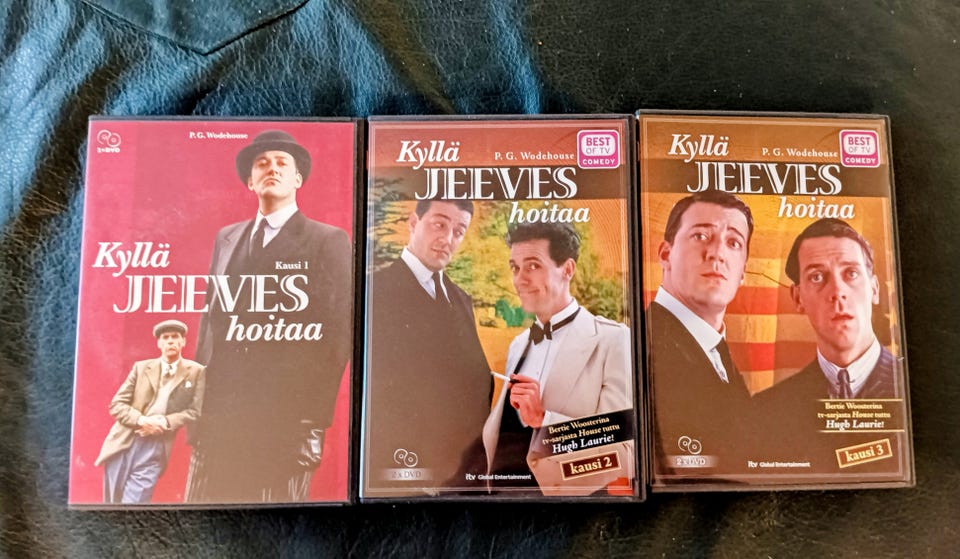 2×DVD
P. G. Wodehouse
Kyllä
Kausi 1
JEEVES
hoitaa
Kyllä
P. G. Wodehouse
BEST
OF TV
COMEDY
JEEVES
hoitaa
Bertie Woosterina
tv-sarjasta House tuttu
Hugh Laurie!
kausi 2
2×DVD
itv Global Entertainment
Kyllä
P. G. Wodehouse
BEST
OF TV
COMEDY
JEEVES
hoitaa
Bertie Woosterina
tv-sarjasta House tuttu
Hugh Laurie!
kausi 3
2×DVD
itv Global Entertainment